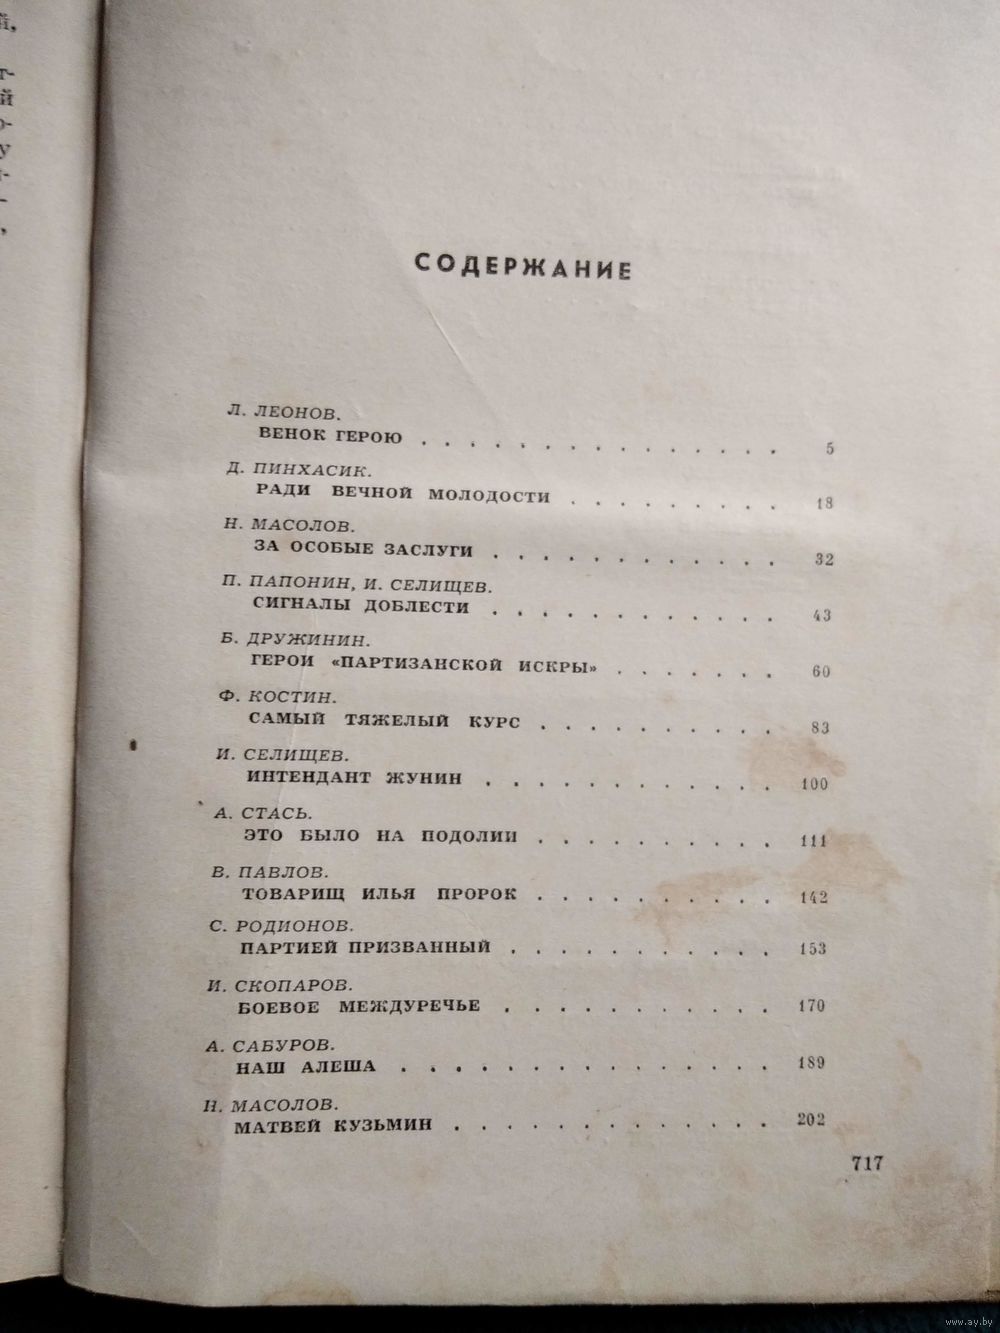 СОДЕРЖАНИЕ
Л. ЛЕОНОВ.
ВЕНОК ГЕРОЮ . . . . . . . . . . . . . . . 5
Д. ПИНХАСИК.
РАДИ ВЕЧНОЙ МОЛОДОСТИ . . . . . . . . . 18
Н. МАСОЛОВ.
ЗА ОСОБЫЕ ЗАСЛУГИ . . . . . . . . . . . . 32
П. ПАПОНИН, И. СЕЛИЩЕВ.
СИГНАЛЫ ДОБЛЕСТИ . . . . . . . . . . . . 43
Б. ДРУЖИНИН.
ГЕРОИ «ПАРТИЗАНСКОЙ ИСКРЫ» . . . . . . . 60
Ф. КОСТИН.
САМЫЙ ТЯЖЕЛЫЙ КУРС . . . . . . . . . . 83
И. СЕЛИЩЕВ.
ИНТЕНДАНТ ЖУНИН . . . . . . . . . . . . 100
А. СТАСЬ.
ЭТО БЫЛО НА ПОДОЛИИ . . . . . . . . . . 111
В. ПАВЛОВ.
ТОВАРИЩ ИЛЬЯ ПРОРОК . . . . . . . . . . 142
С. РОДИОНОВ.
ПАРТИЕЙ ПРИЗВАННЫЙ . . . . . . . . . . . 153
И. СКОПАРОВ.
БОЕВОЕ МЕЖДУРЕЧЬЕ . . . . . . . . . . . 170
А. САБУРОВ.
НАШ АЛЕША . . . . . . . . . . . . . . . 189
Н. МАСОЛОВ.
МАТВЕЙ КУЗЬМИН . . . . . . . . . . . . . 202
717
www.ay.by